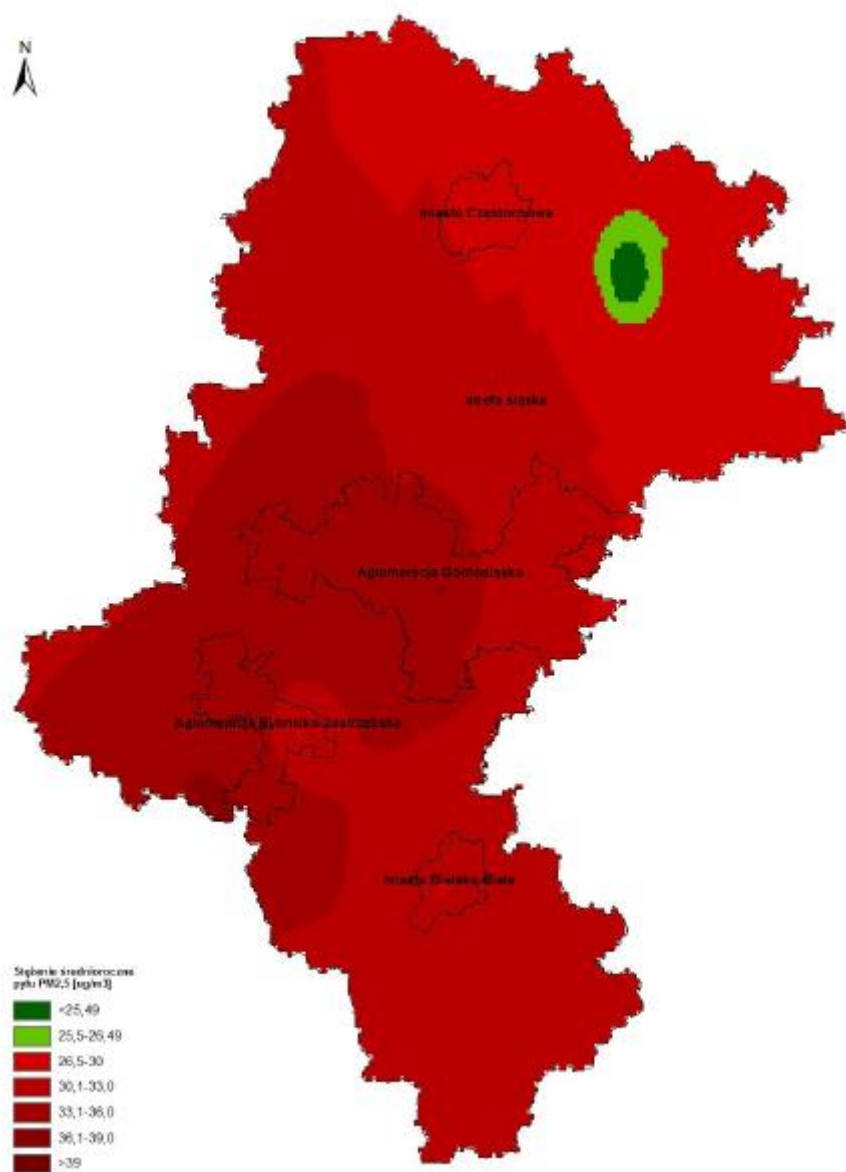 N
miasto Częstochowa
strefa śląska
Aglomeracja Górnośląska
Aglomeracja Rybnicko-Jastrzębska
miasto Bielsko-Biała
Stężenie średnioroczne
pyłu PM2,5 [ug/m3]
<25,49
25,5-26,49
26,5-30
30,1-33,0
33,1-36,0
36,1-39,0
>39